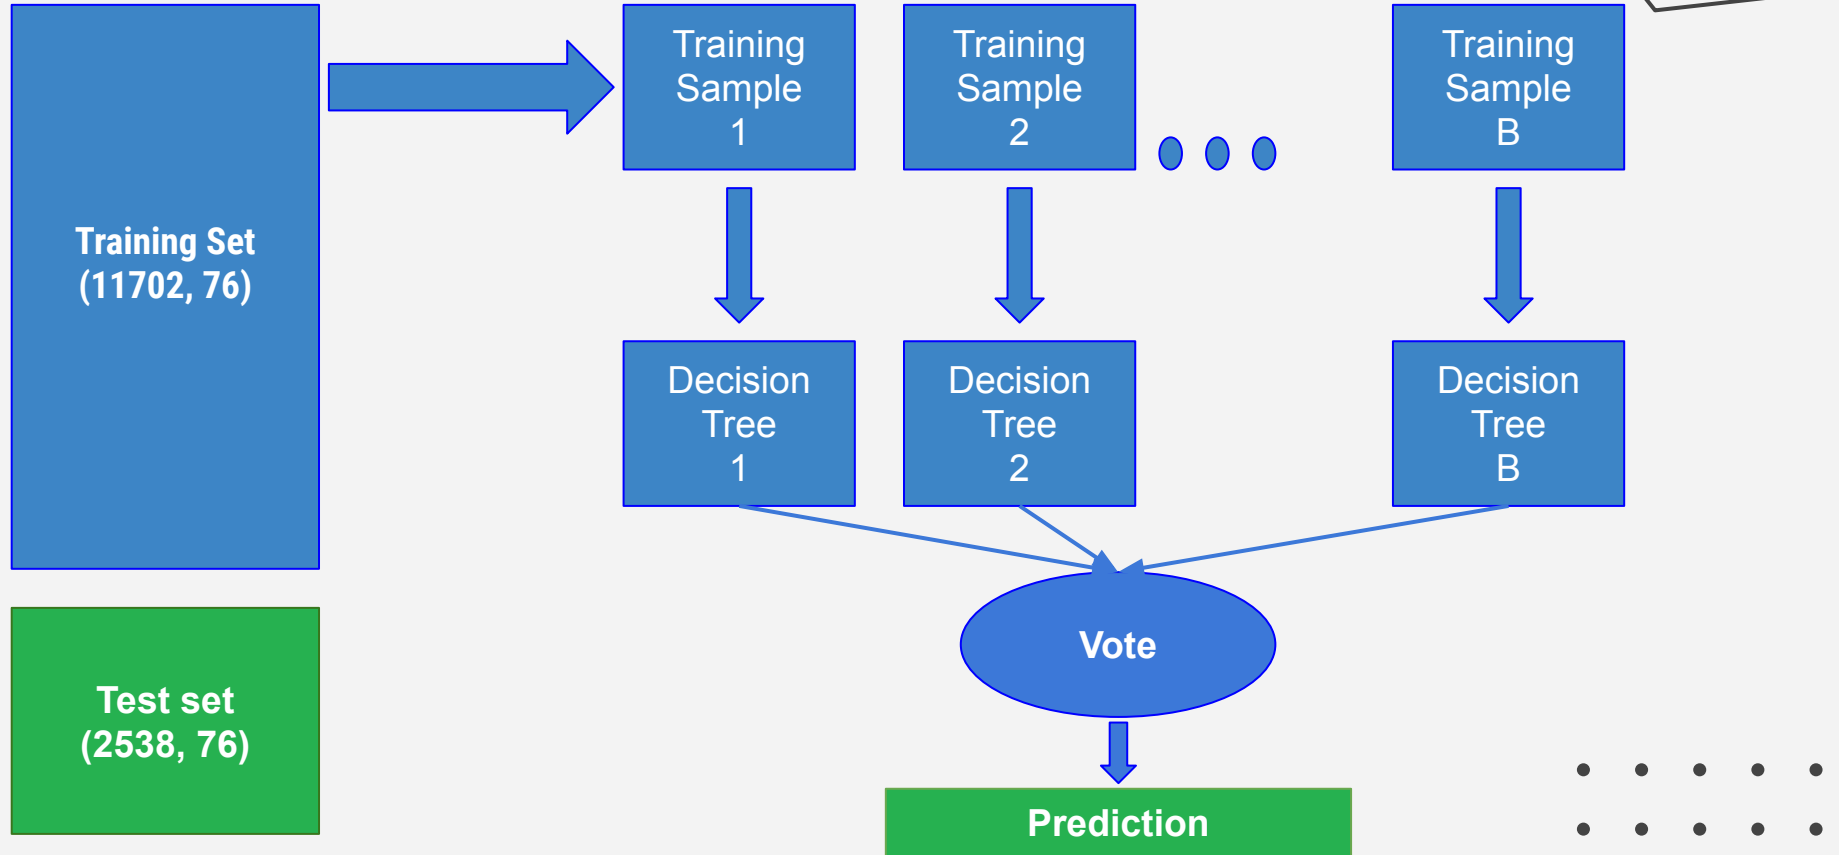 Training Set
(11702, 76)
Training
Sample
1
Training
Sample
2
Training
Sample
B
Decision
Tree
1
Decision
Tree
2
Decision
Tree
B
Vote
Test set
(2538, 76)
Prediction